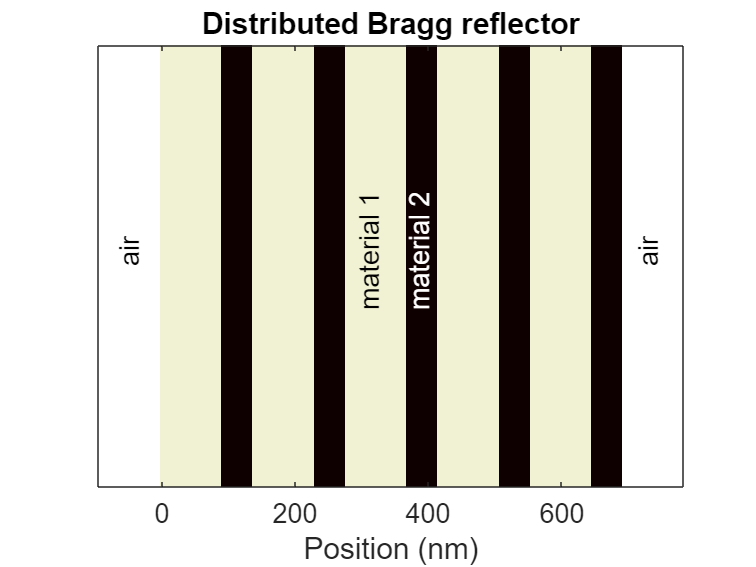 Distributed Bragg reflector
air
material 1
material 2
air
0
200
400
600
Position (nm)